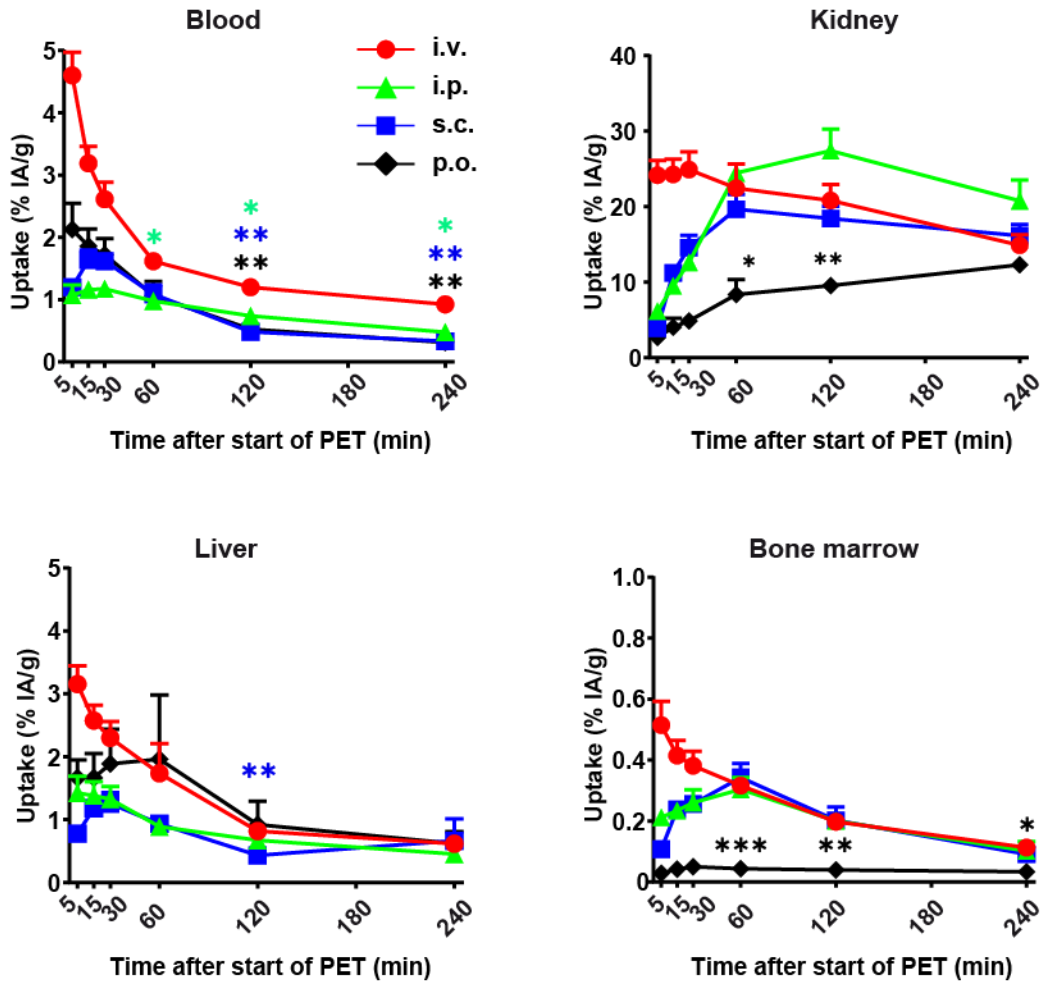 Blood
Uptake (% IA/g)
5
4
3
2
1
0
i.v.
i.p.
s.c.
p.o.
*
*
**
**
*
**
**
5 15 30 60 120 180 240
Time after start of PET (min)
Kidney
Uptake (% IA/g)
40
30
20
10
0
*
**
5 15 30 60 120 180 240
Time after start of PET (min)
Liver
Uptake (% IA/g)
5
4
3
2
1
0
**
5 15 30 60 120 180 240
Time after start of PET (min)
Bone marrow
Uptake (% IA/g)
1.0
0.8
0.6
0.4
0.2
0
***
**
*
5 15 30 60 120 180 240
Time after start of PET (min)